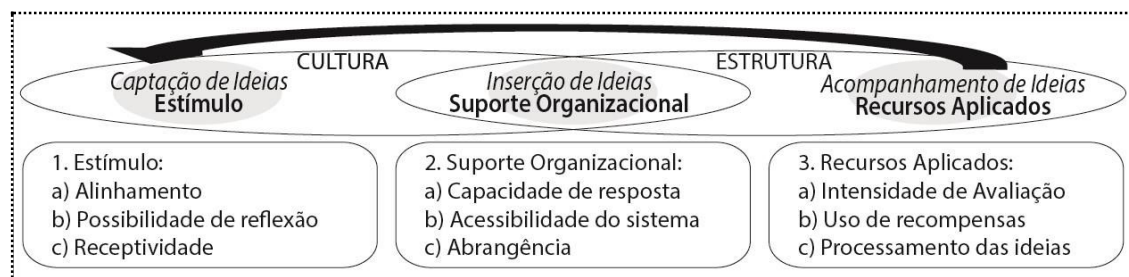 CULTURA
ESTRUTURA
Captação de Ideias
Estímulo
Inserção de Ideias
Suporte Organizacional
Acompanhamento de Ideias
Recursos Aplicados
1. Estímulo:
a) Alinhamento
b) Possibilidade de reflexão
c) Receptividade
2. Suporte Organizacional:
a) Capacidade de resposta
b) Acessibilidade do sistema
c) Abrangência
3. Recursos Aplicados:
a) Intensidade de Avaliação
b) Uso de recompensas
c) Processamento das ideias